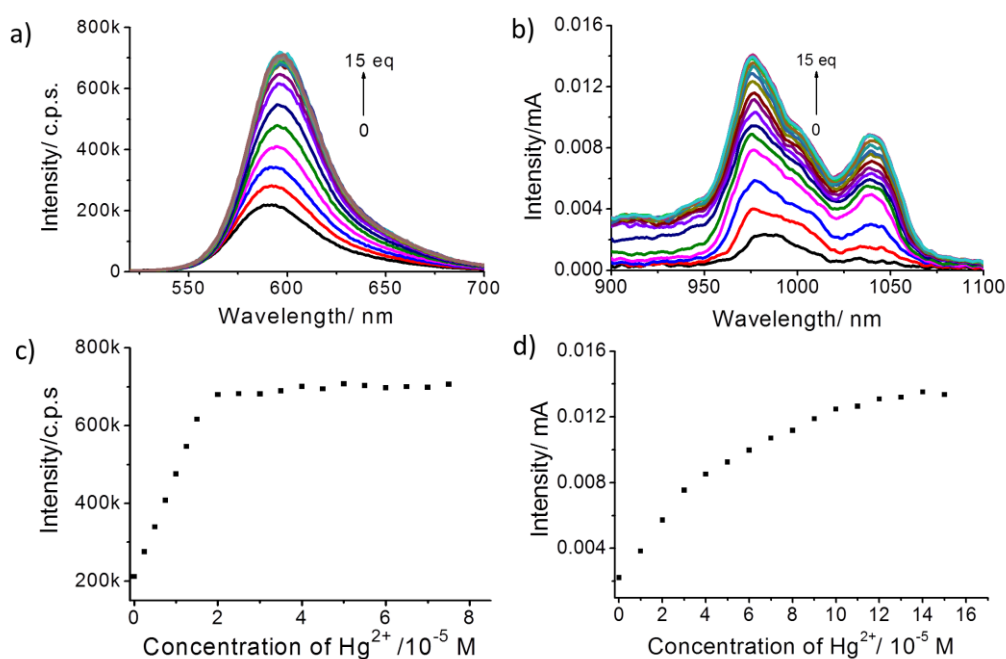 a)
Intensity/ c.p.s.
800k
600k
400k
200k
0
15 eq
0
550
600
650
700
Wavelength/ nm
b)
Intensity/mA
0.016
0.012
0.008
0.004
0.000
15 eq
0
900
950
1000
1050
1100
Wavelength/ nm
c)
Intensity/c.p.s
800k
600k
400k
200k
0
2
4
6
8
Concentration of Hg2+ /10-5 M
d)
Intensity/ mA
0.016
0.012
0.008
0.004
0
2
4
6
8
10
12
14
16
Concentration of Hg2+/ 10-5 M